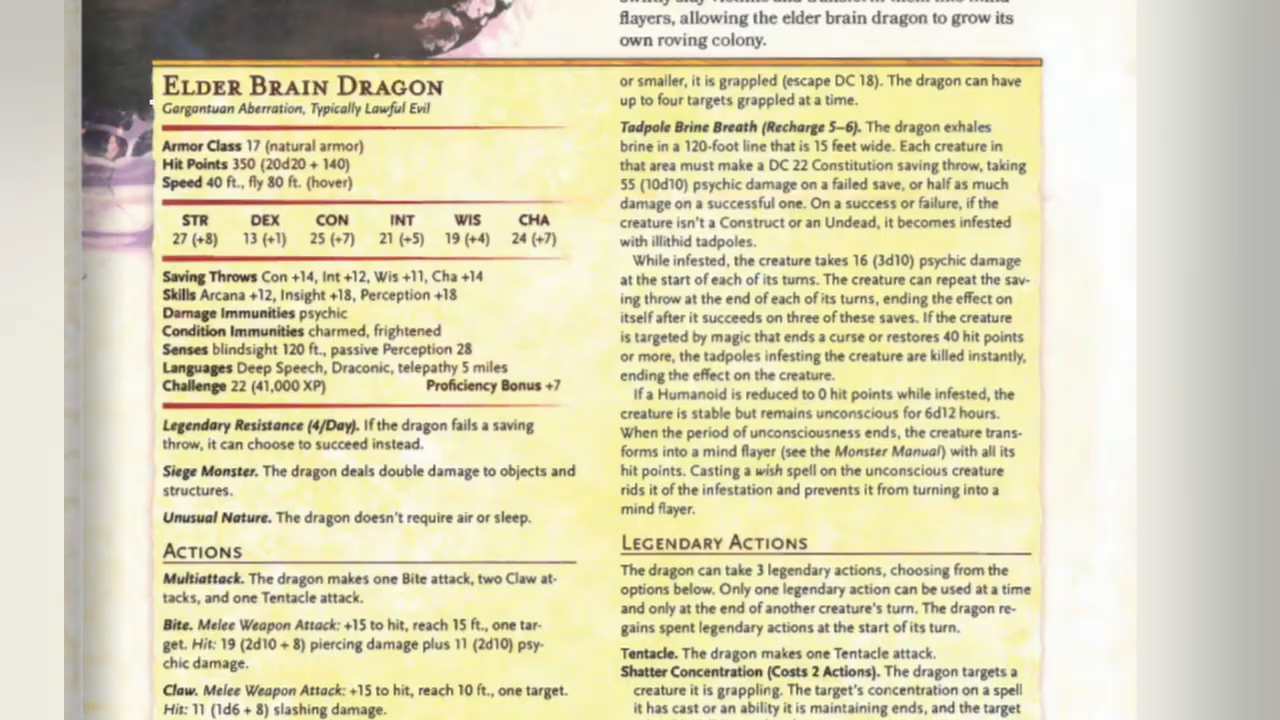 flayers, allowing the elder brain dragon to grow its
own roving colony.
ELDER BRAIN DRAGON
Gargantuan Aberration, Typically Lawful Evil
Armor Class 17 (natural armor)
Hit Points 350 (20d20 + 140)
Speed 40 ft., fly 80 ft. (hover)
STR DEX CON INT WIS CHA
27 (+8) 13 (+1) 25 (+7) 21 (+5) 19 (+4) 24 (+7)
Saving Throws Con +14, Int +12, Wis +11, Cha +14
Skills Arcana +12, Insight +18, Perception +18
Damage Immunities psychic
Condition Immunities charmed, frightened
Senses blindsight 120 ft., passive Perception 28
Languages Deep Speech, Draconic, telepathy 5 miles
Challenge 22 (41,000 XP) Proficiency Bonus +7
Legendary Resistance (4/Day). If the dragon fails a saving
throw, it can choose to succeed instead.
Siege Monster. The dragon deals double damage to objects and
structures.
Unusual Nature. The dragon doesn't require air or sleep.
ACTIONS
Multiattack. The dragon makes one Bite attack, two Claw at-
tacks, and one Tentacle attack.
Bite. Melee Weapon Attack: +15 to hit, reach 15 ft., one tar-
get. Hit: 19 (2d10 + 8) piercing damage plus 11 (2d10) psy-
chic damage.
Claw. Melee Weapon Attack: +15 to hit, reach 10 ft., one target.
Hit: 11 (1d6 + 8) slashing damage.
or smaller, it is grappled (escape DC 18). The dragon can have
up to four targets grappled at a time.
Tadpole Brine Breath (Recharge 5–6). The dragon exhales
brine in a 120-foot line that is 15 feet wide. Each creature in
that area must make a DC 22 Constitution saving throw, taking
55 (10d10) psychic damage on a failed save, or half as much
damage on a successful one. On a success or failure, if the
creature isn't a Construct or an Undead, it becomes infested
with illithid tadpoles.
While infested, the creature takes 16 (3d10) psychic damage
at the start of each of its turns. The creature can repeat the sav-
ing throw at the end of each of its turns, ending the effect on
itself after it succeeds on three of these saves. If the creature
is targeted by magic that ends a curse or restores 40 hit points
or more, the tadpoles infesting the creature are killed instantly,
ending the effect on the creature.
If a Humanoid is reduced to 0 hit points while infested, the
creature is stable but remains unconscious for 6d12 hours.
When the period of unconsciousness ends, the creature trans-
forms into a mind flayer (see the Monster Manual) with all its
hit points. Casting a wish spell on the unconscious creature
rids it of the infestation and prevents it from turning into a
mind flayer.
LEGENDARY ACTIONS
The dragon can take 3 legendary actions, choosing from the
options below. Only one legendary action can be used at a time
and only at the end of another creature's turn. The dragon re-
gains spent legendary actions at the start of its turn.
Tentacle. The dragon makes one Tentacle attack.
Shatter Concentration (Costs 2 Actions). The dragon targets a
creature it is grappling. The target's concentration on a spell
it has cast or an ability it is maintaining ends, and the target